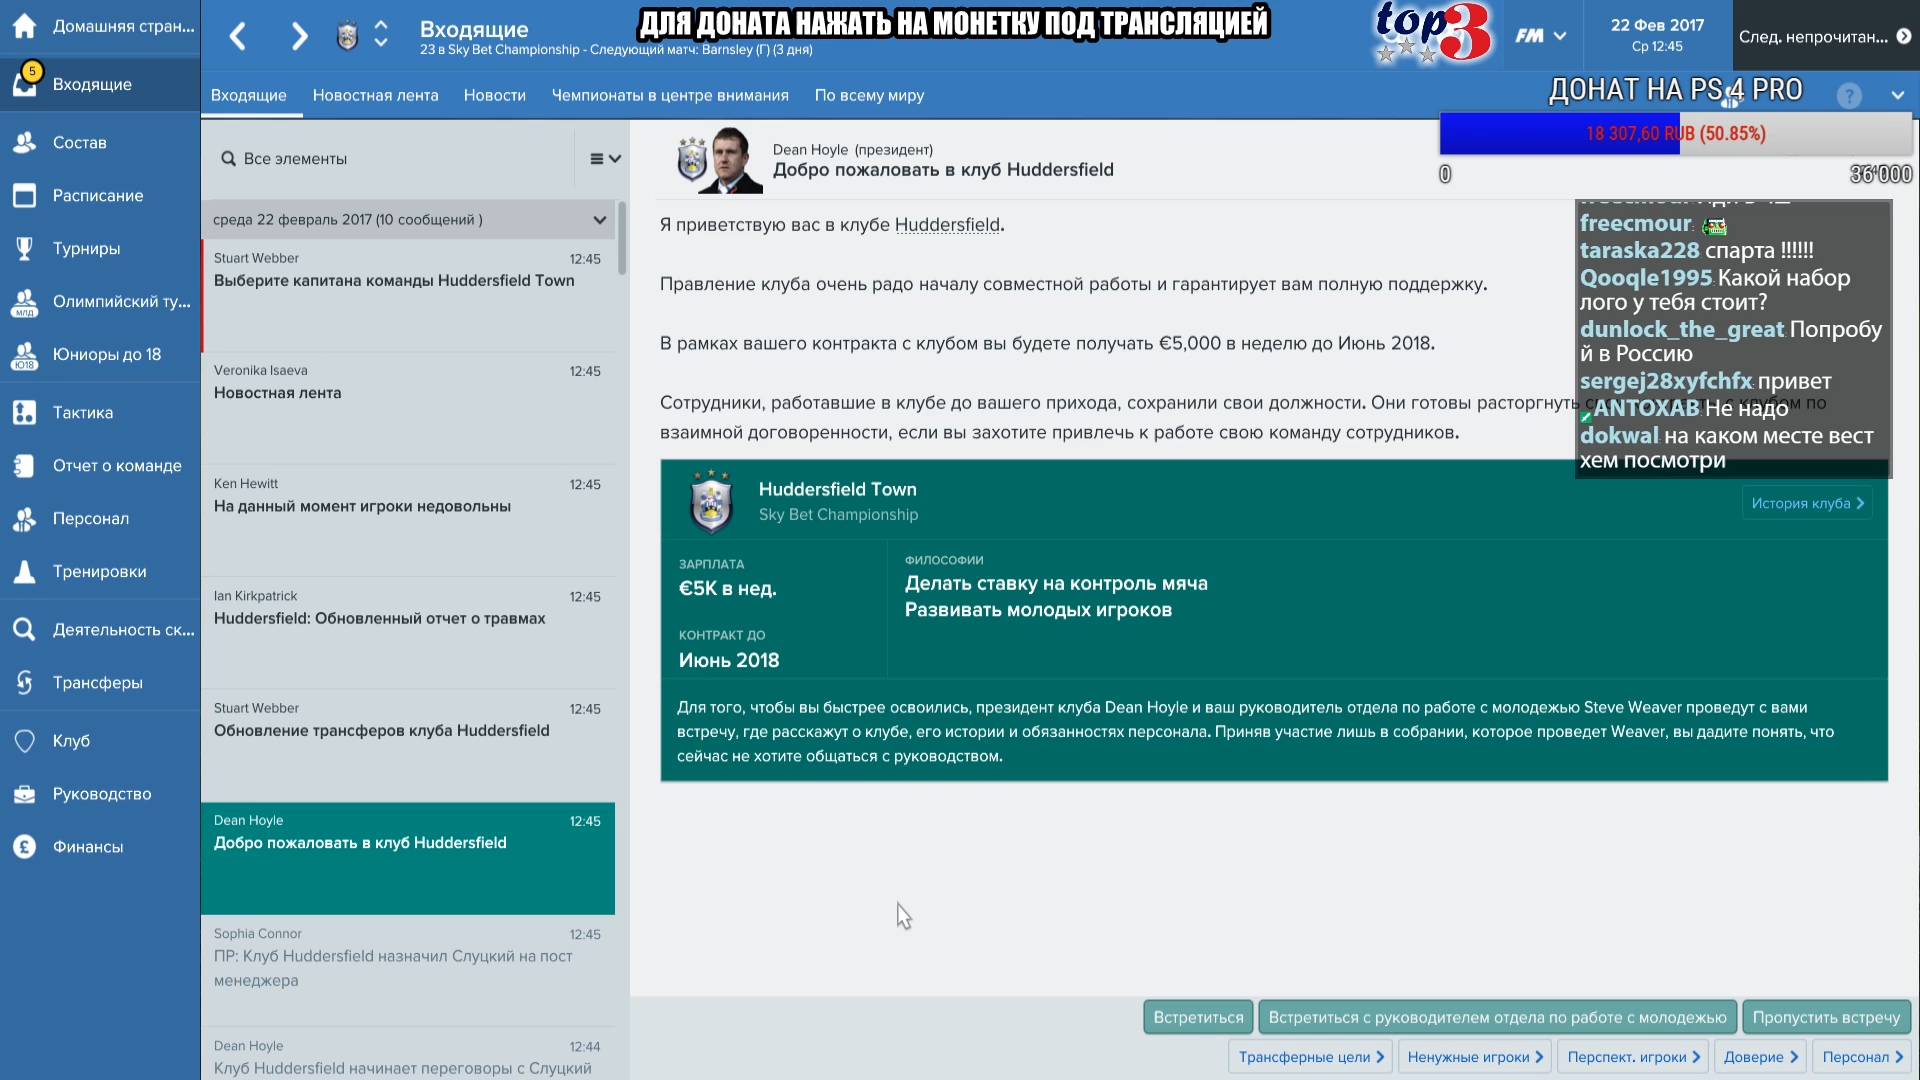 Домашняя стран...
5
Входящие
Состав
Расписание
Турниры
Олимпийский ту...
млд
Юниоры до 18
Ю18
Тактика
Отчет о команде
Персонал
Тренировки
Деятельность ск...
Трансферы
Клуб
Руководство
Финансы
Входящие
23 в Sky Bet Championship - Следующий матч: Barnsley (Г) (3 дня)
ДЛЯ ДОНАТА НАЖАТЬ НА МОНЕТКУ ПОД ТРАНСЛЯЦИЕЙ
top3
FM
22 Фев 2017
Ср 12:45
След. непрочитан...
Входящие
Новостная лента
Новости
Чемпионаты в центре внимания
По всему миру
ДОНАТ НА PS 4 PRO
?
18 307,60 RUB (50.85%)
0
36'000
Все элементы
среда 22 февраль 2017 (10 сообщений )
Stuart Webber 12:45
Выберите капитана команды Huddersfield Town
Veronika Isaeva 12:45
Новостная лента
Ken Hewitt 12:45
На данный момент игроки недовольны
Ian Kirkpatrick 12:45
Huddersfield: Обновленный отчет о травмах
Stuart Webber 12:45
Обновление трансферов клуба Huddersfield
Dean Hoyle 12:45
Добро пожаловать в клуб Huddersfield
Sophia Connor 12:45
ПР: Клуб Huddersfield назначил Слуцкий на пост
менеджера
Dean Hoyle 12:44
Клуб Huddersfield начинает переговоры с Слуцкий
Dean Hoyle (президент)
Добро пожаловать в клуб Huddersfield
Я приветствую вас в клубе Huddersfield.
Правление клуба очень радо началу совместной работы и гарантирует вам полную поддержку.
В рамках вашего контракта с клубом вы будете получать €5,000 в неделю до Июнь 2018.
Сотрудники, работавшие в клубе до вашего прихода, сохранили свои должности. Они готовы расторгнуть с клубом по
взаимной договоренности, если вы захотите привлечь к работе свою команду сотрудников.
freecmour:
taraska228: спарта !!!!!!
Qooqle1995: Какой набор
лого у тебя стоит?
dunlock_the_great: Попробу
й в Россию
sergej28xyfchfx: привет
ANTOXAB: Не надо
dokwal: на каком месте вест
хем посмотри
Huddersfield Town
Sky Bet Championship
История клуба
ЗАРПЛАТА
€5K в нед.
КОНТРАКТ ДО
Июнь 2018
ФИЛОСОФИИ
Делать ставку на контроль мяча
Развивать молодых игроков
Для того, чтобы вы быстрее освоились, президент клуба Dean Hoyle и ваш руководитель отдела по работе с молодежью Steve Weaver проведут с вами
встречу, где расскажут о клубе, его истории и обязанностях персонала. Приняв участие лишь в собрании, которое проведет Weaver, вы дадите понять, что
сейчас не хотите общаться с руководством.
Встретиться
Встретиться с руководителем отдела по работе с молодежью
Пропустить встречу
Трансферные цели
Ненужные игроки
Перспект. игроки
Доверие
Персонал